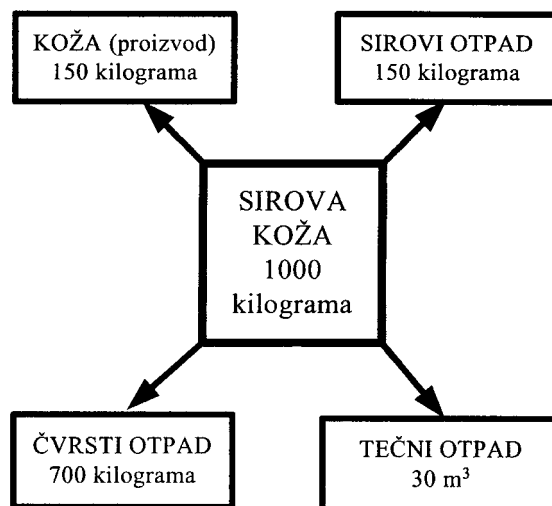 KOŽA (proizvod)
150 kilograma
SIROVI OTPAD
150 kilograma
SIROVA
KOŽA
1000
kilograma
ČVRSTI OTPAD
700 kilograma
TEČNI OTPAD
30 m³